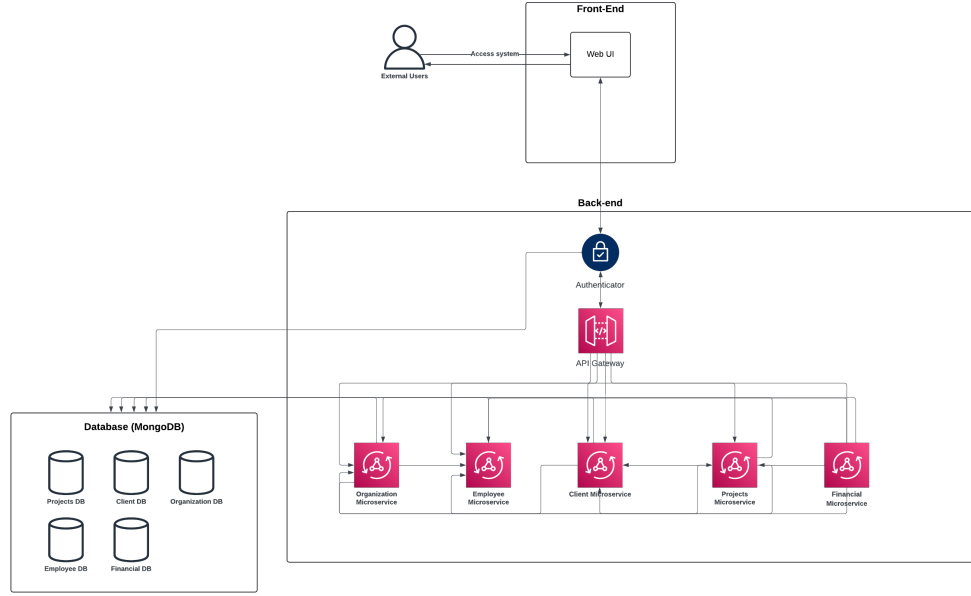 Front-End
Access system
Web UI
External Users
Back-end
Authenticator
API Gateway
Database (MongoDB)
Projects DB
Client DB
Organization DB
Employee DB
Financial DB
Organization
Microservice
Employee
Microservice
Client Microservice
Projects
Microservice
Financial
Microservice